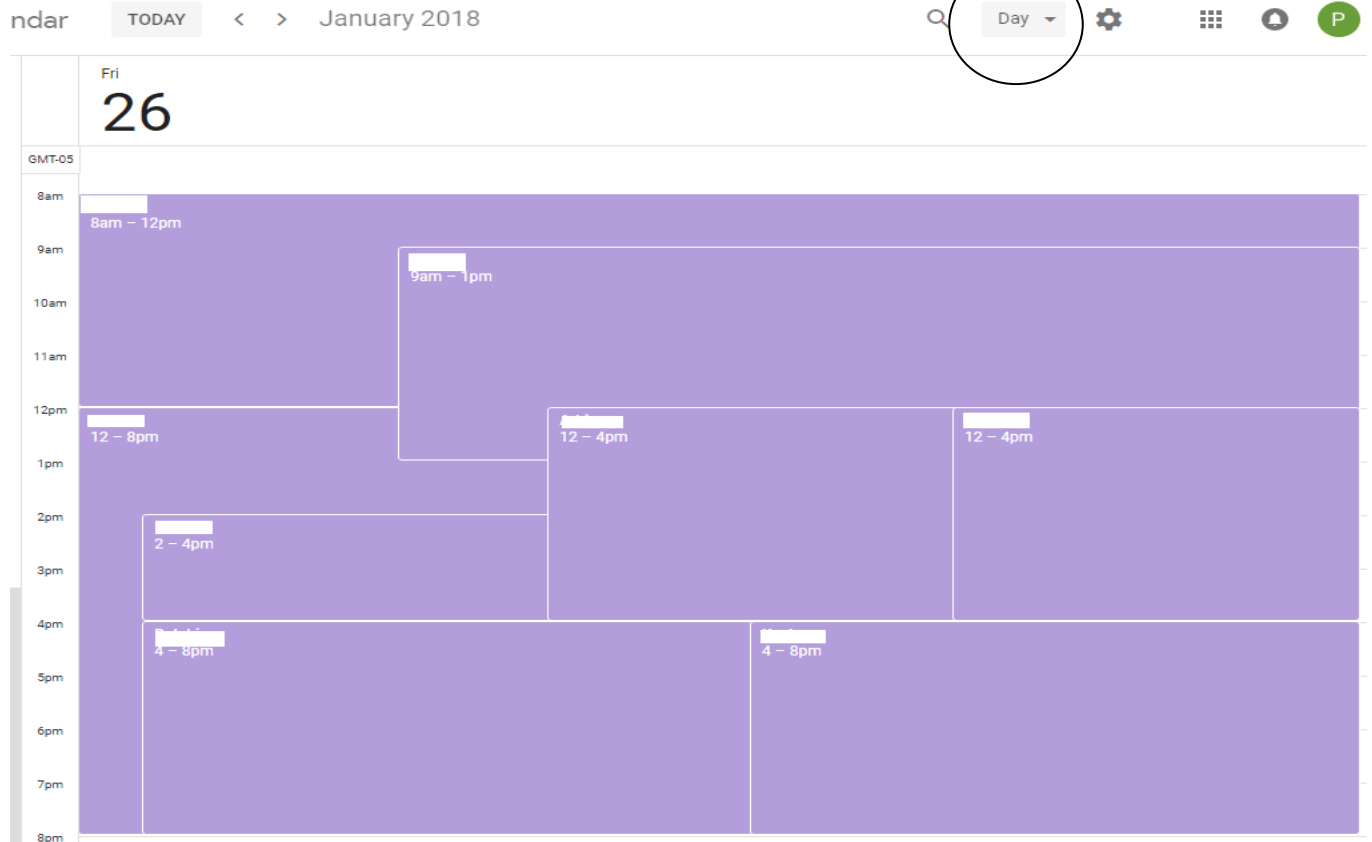 ndar TODAY < > January 2018 Day P
Fri
26
GMT-05
8am
8am – 12pm
9am
9am – 1pm
10am
11am
12pm
12 – 8pm
12 – 4pm
12 – 4pm
1pm
2pm
2 – 4pm
3pm
4pm
4 – 8pm
4 – 8pm
5pm
6pm
7pm
8pm